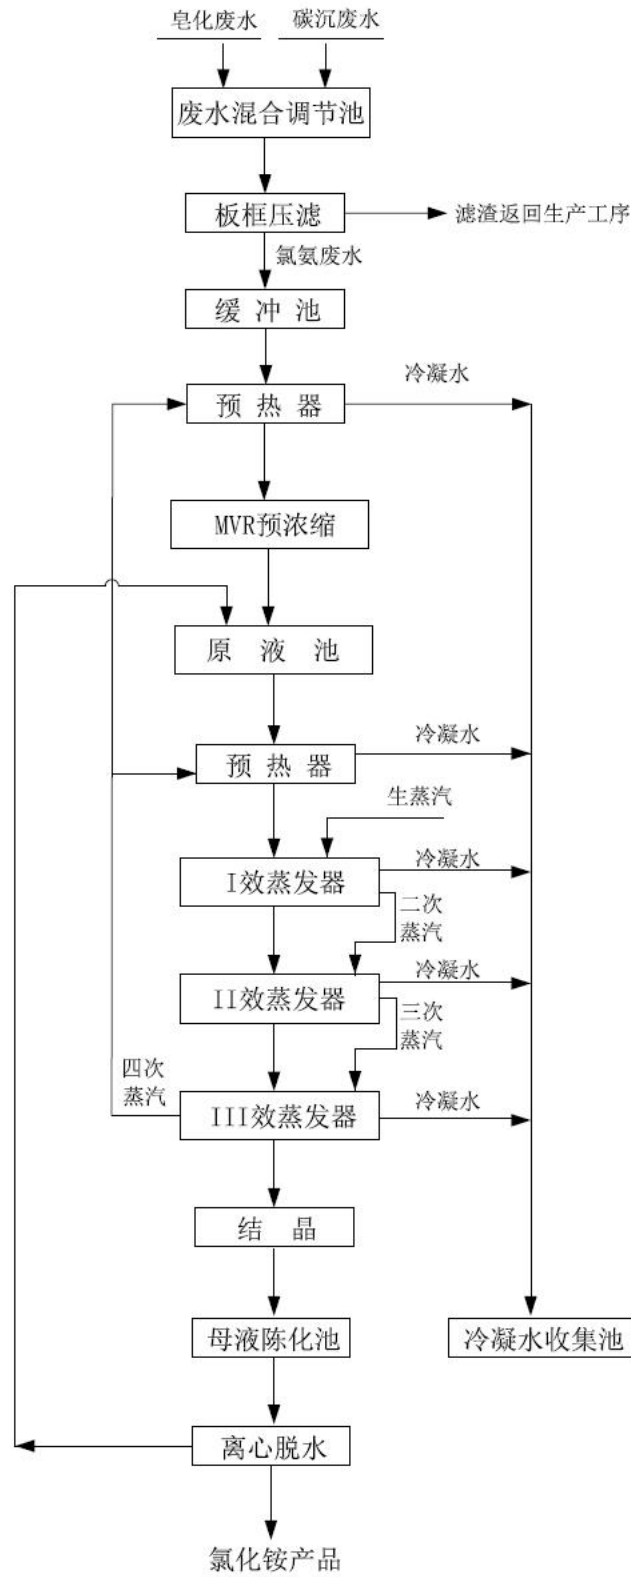 皂化废水
碳沉废水
废水混合调节池
板框压滤
滤渣返回生产工序
氯氨废水
缓冲池
冷凝水
预热器
MVR预浓缩
原液池
冷凝水
预热器
生蒸汽
冷凝水
I效蒸发器
二次
蒸汽
冷凝水
II效蒸发器
三次
蒸汽
四次
蒸汽
冷凝水
III效蒸发器
结晶
母液陈化池
冷凝水收集池
离心脱水
氯化铵产品